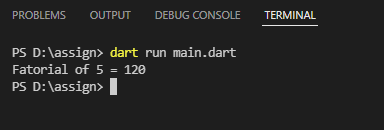 PROBLEMS OUTPUT DEBUG CONSOLE TERMINAL
PS D:\assign> dart run main.dart
Fatorial of 5 = 120
PS D:\assign>